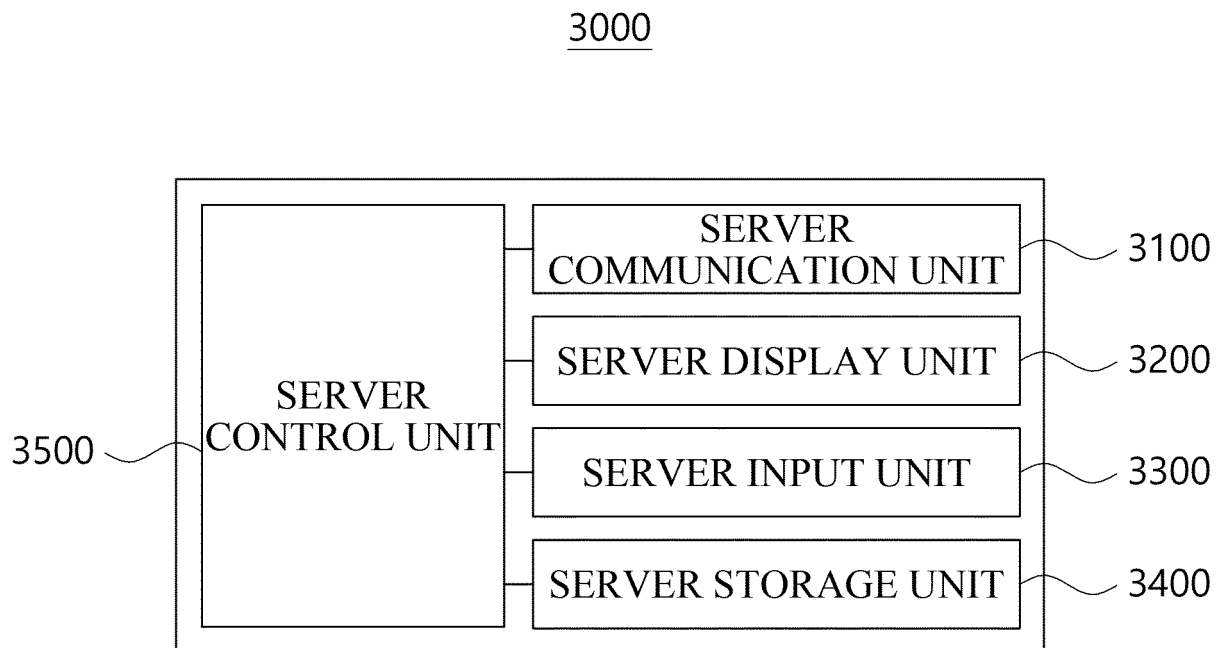 3000
SERVER
COMMUNICATION UNIT
3100
SERVER DISPLAY UNIT
3200
SERVER
CONTROL UNIT
3500
SERVER INPUT UNIT
3300
SERVER STORAGE UNIT
3400